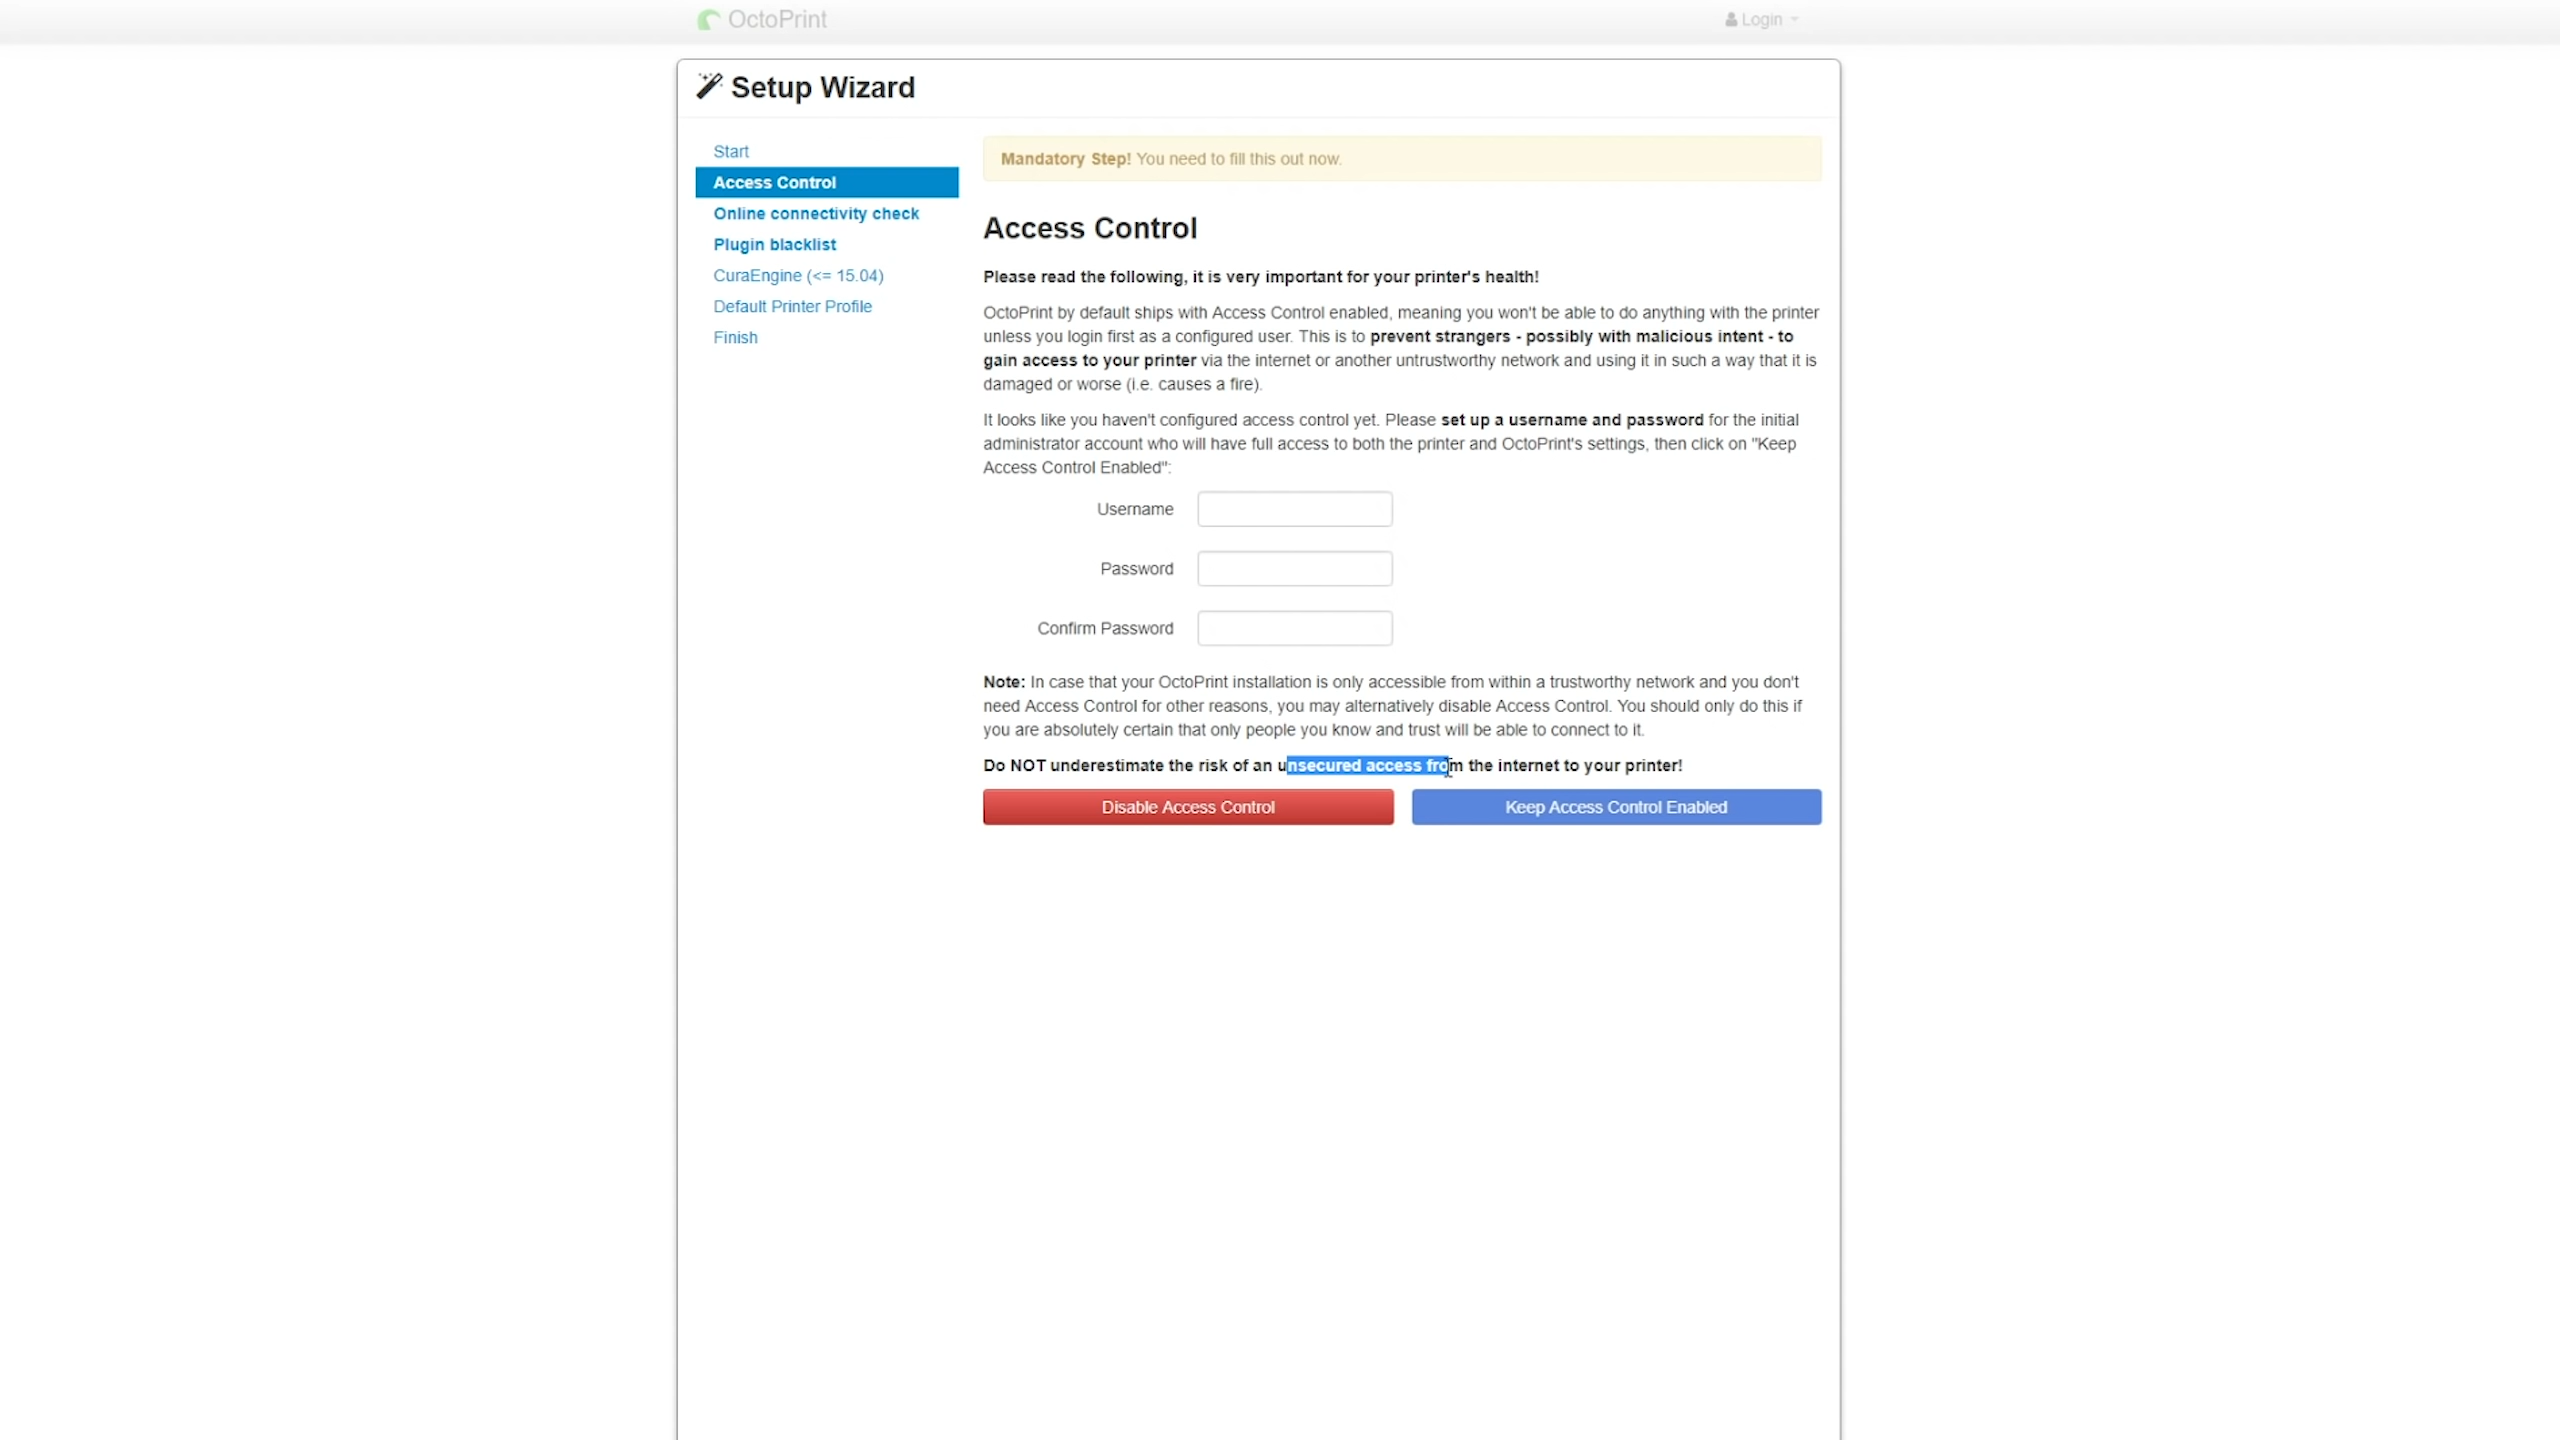 OctoPrint
Login
Setup Wizard
Start
Access Control
Online connectivity check
Plugin blacklist
CuraEngine (<= 15.04)
Default Printer Profile
Finish
Mandatory Step! You need to fill this out now.
Access Control
Please read the following, it is very important for your printer's health!
OctoPrint by default ships with Access Control enabled, meaning you won't be able to do anything with the printer
unless you login first as a configured user. This is to prevent strangers - possibly with malicious intent - to
gain access to your printer via the internet or another untrustworthy network and using it in such a way that it is
damaged or worse (i.e. causes a fire).
It looks like you haven't configured access control yet. Please set up a username and password for the initial
administrator account who will have full access to both the printer and OctoPrint's settings, then click on "Keep
Access Control Enabled":
Username
Password
Confirm Password
Note: In case that your OctoPrint installation is only accessible from within a trustworthy network and you don't
need Access Control for other reasons, you may alternatively disable Access Control. You should only do this if
you are absolutely certain that only people you know and trust will be able to connect to it.
Do NOT underestimate the risk of an unsecured access from the internet to your printer!
Disable Access Control
Keep Access Control Enabled